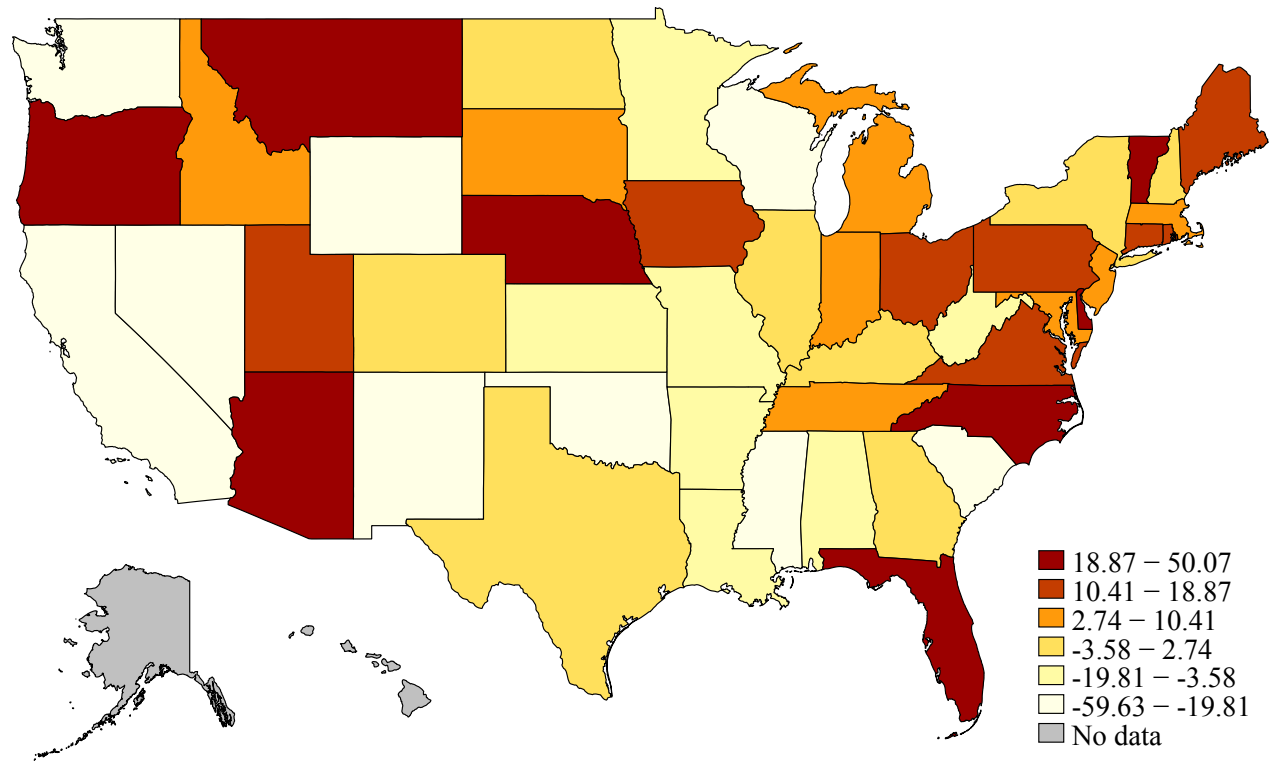 18.87 − 50.07
10.41 − 18.87
2.74 − 10.41
-3.58 − 2.74
-19.81 − -3.58
-59.63 − -19.81
No data